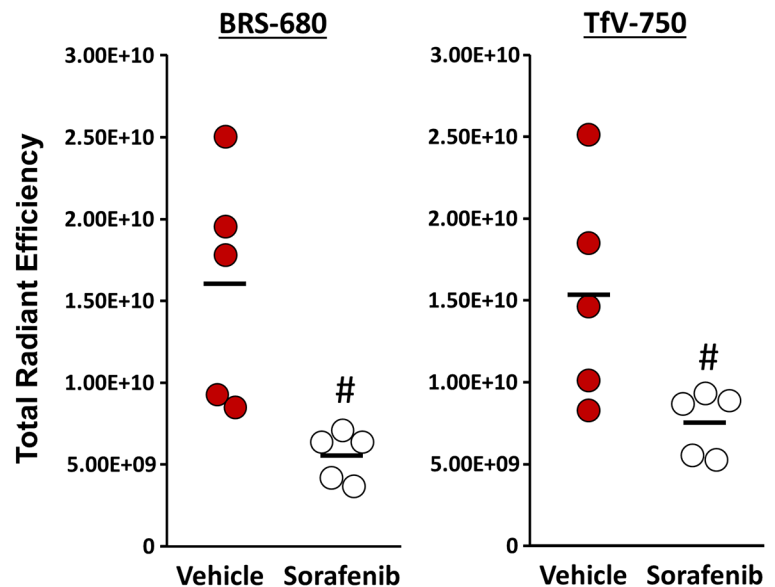 BRS-680
TfV-750
Total Radiant Efficiency
3.00E+10
2.50E+10
2.00E+10
1.50E+10
1.00E+10
5.00E+09
0
#
Vehicle Sorafenib
3.00E+10
2.50E+10
2.00E+10
1.50E+10
1.00E+10
5.00E+09
0
#
Vehicle Sorafenib